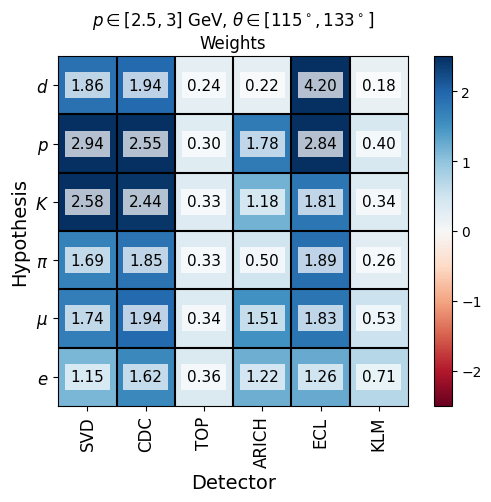 p ∈ [2.5, 3] GeV, θ ∈ [115°, 133°]
Weights
Hypothesis
d 1.86 1.94 0.24 0.22 4.20 0.18
p 2.94 2.55 0.30 1.78 2.84 0.40
K 2.58 2.44 0.33 1.18 1.81 0.34
π 1.69 1.85 0.33 0.50 1.89 0.26
μ 1.74 1.94 0.34 1.51 1.83 0.53
e 1.15 1.62 0.36 1.22 1.26 0.71
SVD CDC TOP ARICH ECL KLM
Detector
2
1
0
−1
−2